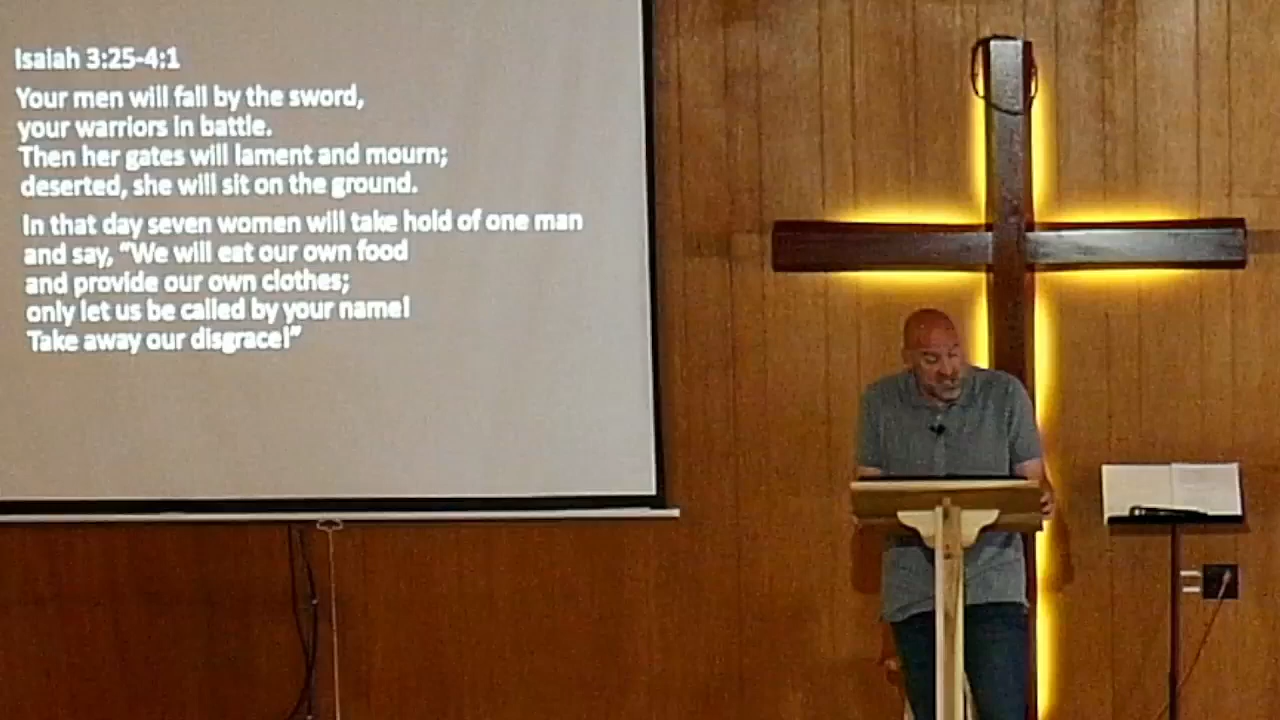 Isaiah 3:25-4:1
Your men will fall by the sword,
your warriors in battle.
Then her gates will lament and mourn;
deserted, she will sit on the ground.
In that day seven women will take hold of one man
and say, “We will eat our own food
and provide our own clothes;
only let us be called by your name!
Take away our disgrace!”